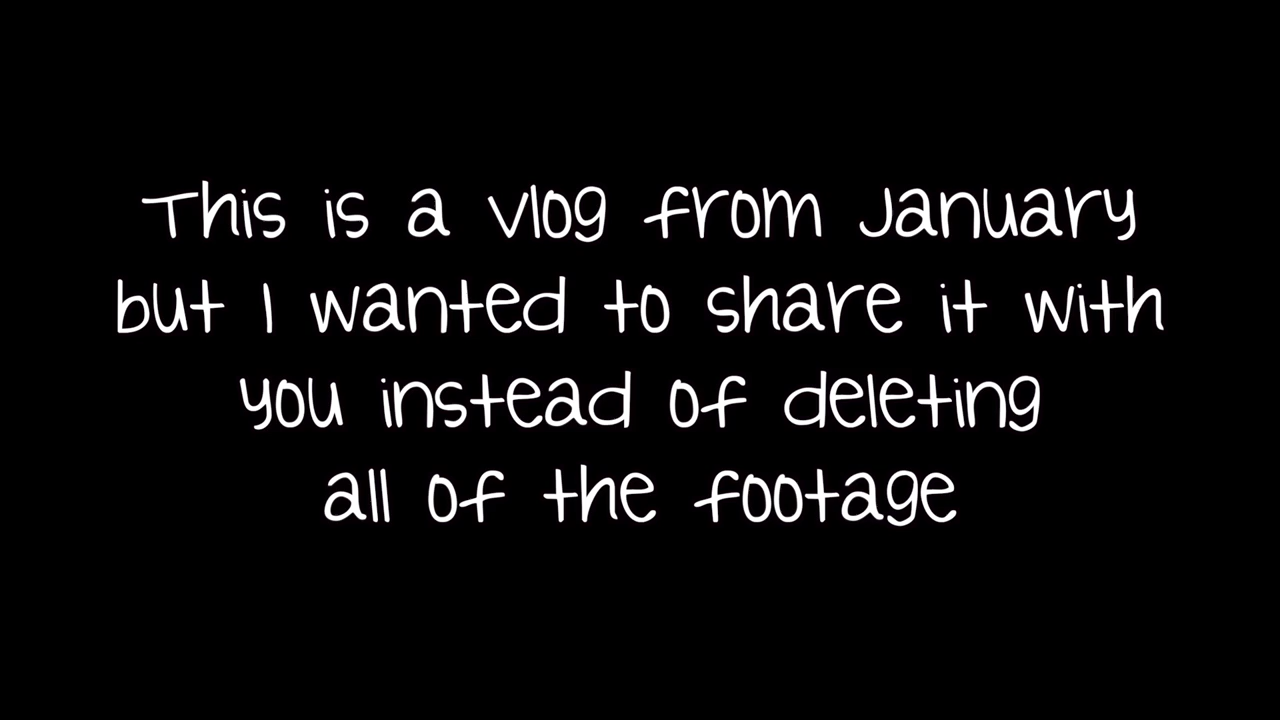 This is a vlog from January
but I wanted to share it with
you instead of deleting
all of the footage